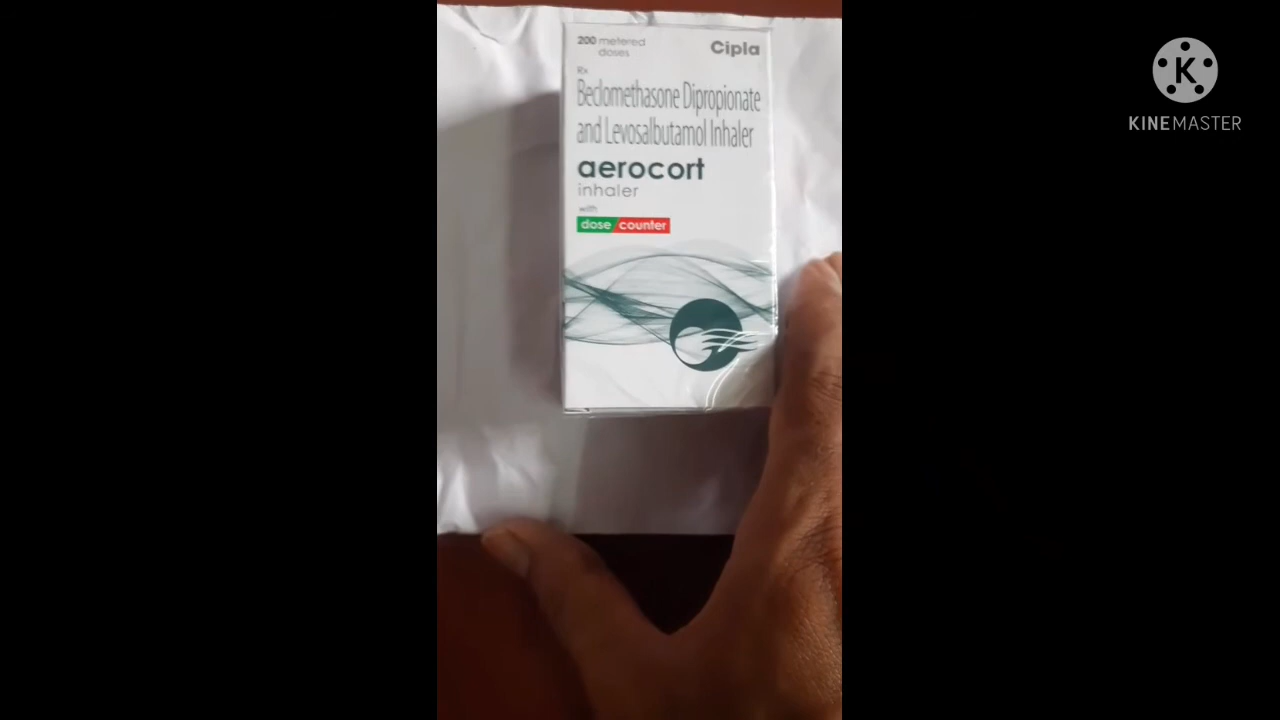 200 metered
doses
Cipla
Rx
Beclomethasone Dipropionate
and Levosalbutamol Inhaler
aerocort
inhaler
with
dose counter
K
KINEMASTER